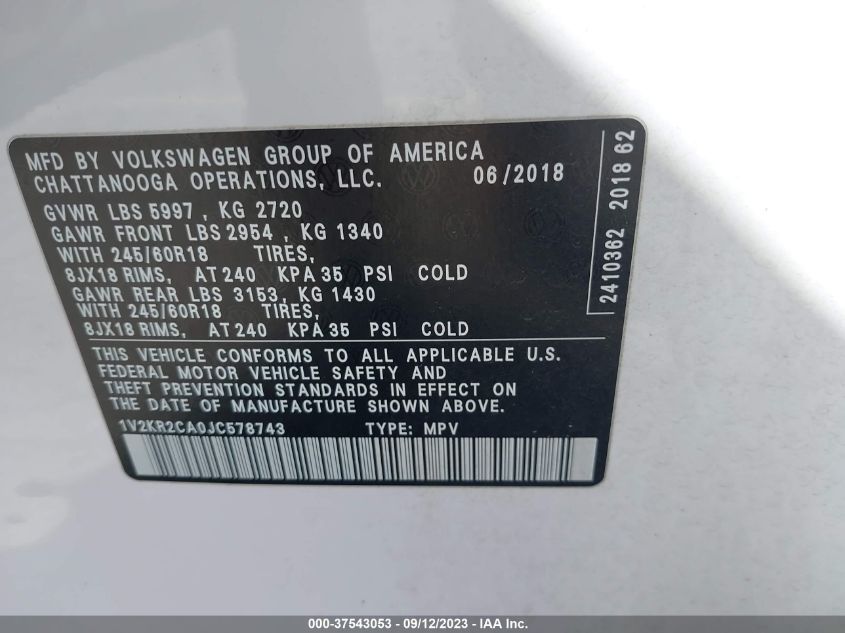 MFD BY VOLKSWAGEN GROUP OF AMERICA
CHATTANOOGA OPERATIONS, LLC. 06/2018
GVWR LBS 5997 , KG 2720
GAWR FRONT LBS 2954 , KG 1340
WITH 245/60R18 TIRES,
8JX18 RIMS, AT 240 KPA 35 PSI COLD
GAWR REAR LBS 3153, KG 1430
WITH 245/60R18 TIRES,
8JX18 RIMS, AT 240 KPA 35 PSI COLD
THIS VEHICLE CONFORMS TO ALL APPLICABLE U.S.
FEDERAL MOTOR VEHICLE SAFETY AND
THEFT PREVENTION STANDARDS IN EFFECT ON
THE DATE OF MANUFACTURE SHOWN ABOVE.
1V2KR2CA0JC578743 TYPE: MPV
2410362 2018 62
000-37543053 - 09/12/2023 - © IAA Inc.